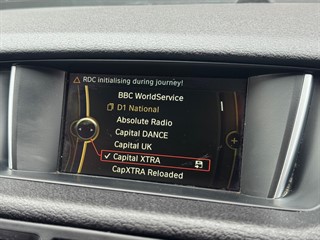 RDC initialising during journey!
BBC WorldService
D1 National
Absolute Radio
Capital DANCE
Capital UK
Capital XTRA
CapXTRA Reloaded